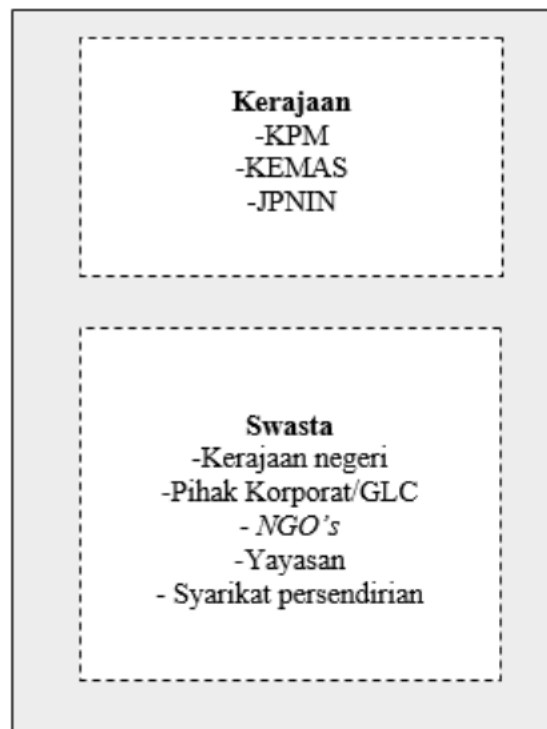 Kerajaan
-KPM
-KEMAS
-JPNIN
Swasta
-Kerajaan negeri
-Pihak Korporat/GLC
- NGO’s
-Yayasan
- Syarikat persendirian